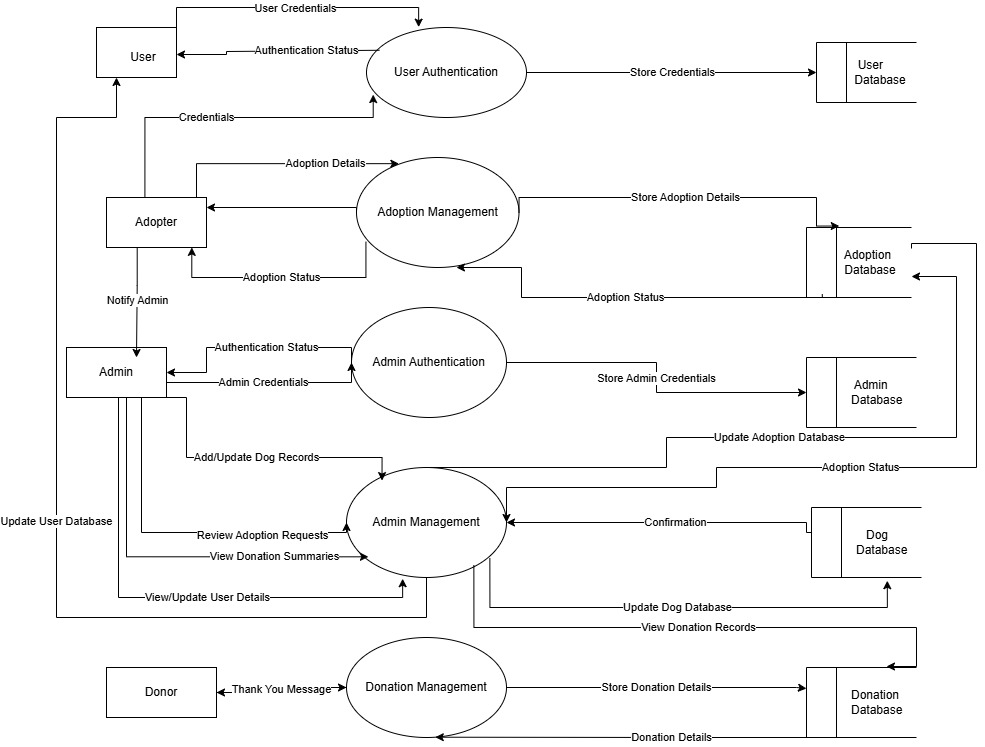 User Credentials
User
Authentication Status
User Authentication
Store Credentials
User
Database
Credentials
Adoption Details
Adopter
Adoption Management
Store Adoption Details
Adoption
Database
Adoption Status
Adoption Status
Notify Admin
Authentication Status
Admin
Admin Credentials
Admin Authentication
Store Admin Credentials
Admin
Database
Update Adoption Database
Add/Update Dog Records
Adoption Status
Update User Database
Admin Management
Confirmation
Review Adoption Requests
Dog
Database
View Donation Summaries
View/Update User Details
Update Dog Database
View Donation Records
Donor
Thank You Message
Donation Management
Store Donation Details
Donation
Database
Donation Details